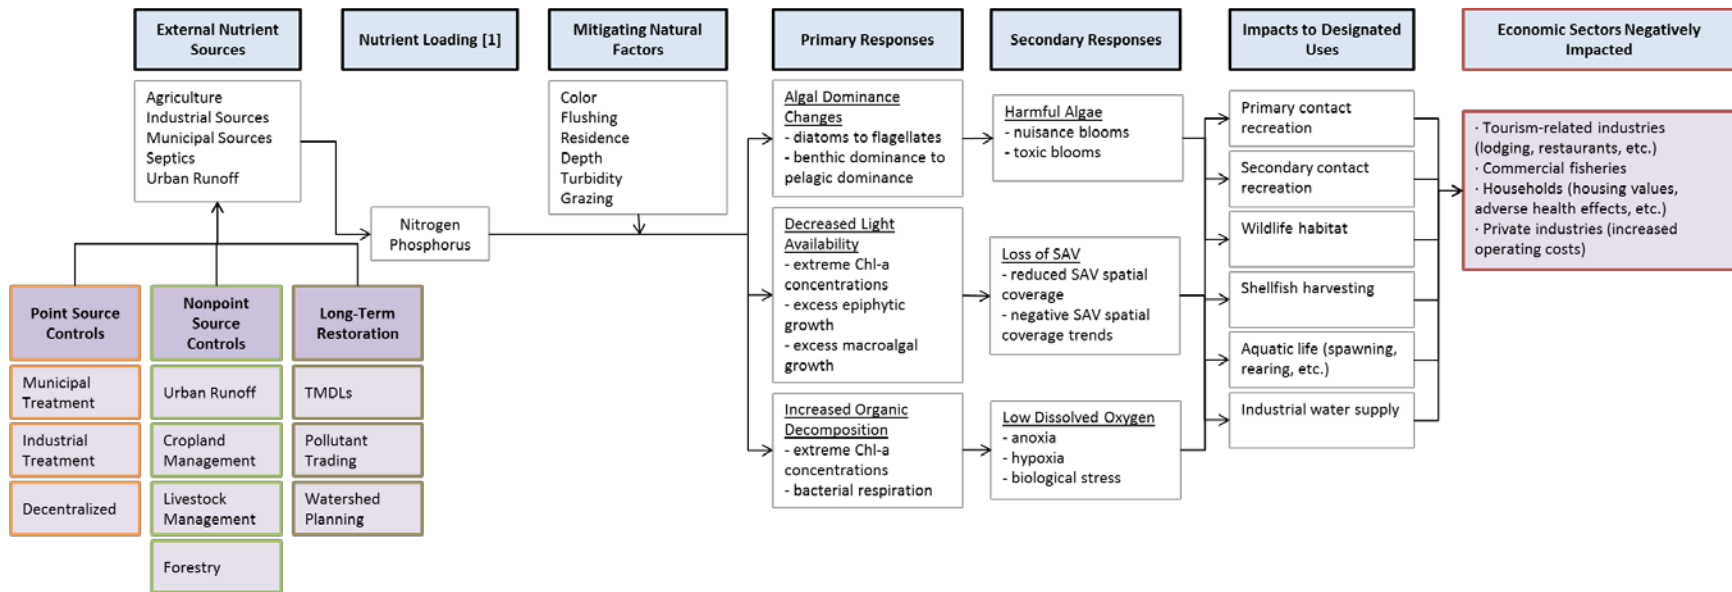 External Nutrient
Sources
Nutrient Loading [1]
Mitigating Natural
Factors
Primary Responses
Secondary Responses
Impacts to Designated
Uses
Economic Sectors Negatively
Impacted
Agriculture
Industrial Sources
Municipal Sources
Septics
Urban Runoff
Nitrogen
Phosphorus
Color
Flushing
Residence
Depth
Turbidity
Grazing
Algal Dominance
Changes
- diatoms to flagellates
- benthic dominance to
pelagic dominance
Decreased Light
Availability
- extreme Chl-a
concentrations
- excess epiphytic
growth
- excess macroalgal
growth
Increased Organic
Decomposition
- extreme Chl-a
concentrations
- bacterial respiration
Harmful Algae
- nuisance blooms
- toxic blooms
Loss of SAV
- reduced SAV spatial
coverage
- negative SAV spatial
coverage trends
Low Dissolved Oxygen
- anoxia
- hypoxia
- biological stress
Primary contact
recreation
Secondary contact
recreation
Wildlife habitat
Shellfish harvesting
Aquatic life (spawning,
rearing, etc.)
Industrial water supply
· Tourism-related industries
(lodging, restaurants, etc.)
· Commercial fisheries
· Households (housing values,
adverse health effects, etc.)
· Private industries (increased
operating costs)
Point Source
Controls
Municipal
Treatment
Industrial
Treatment
Decentralized
Nonpoint
Source
Controls
Urban Runoff
Cropland
Management
Livestock
Management
Forestry
Long-Term
Restoration
TMDLs
Pollutant
Trading
Watershed
Planning